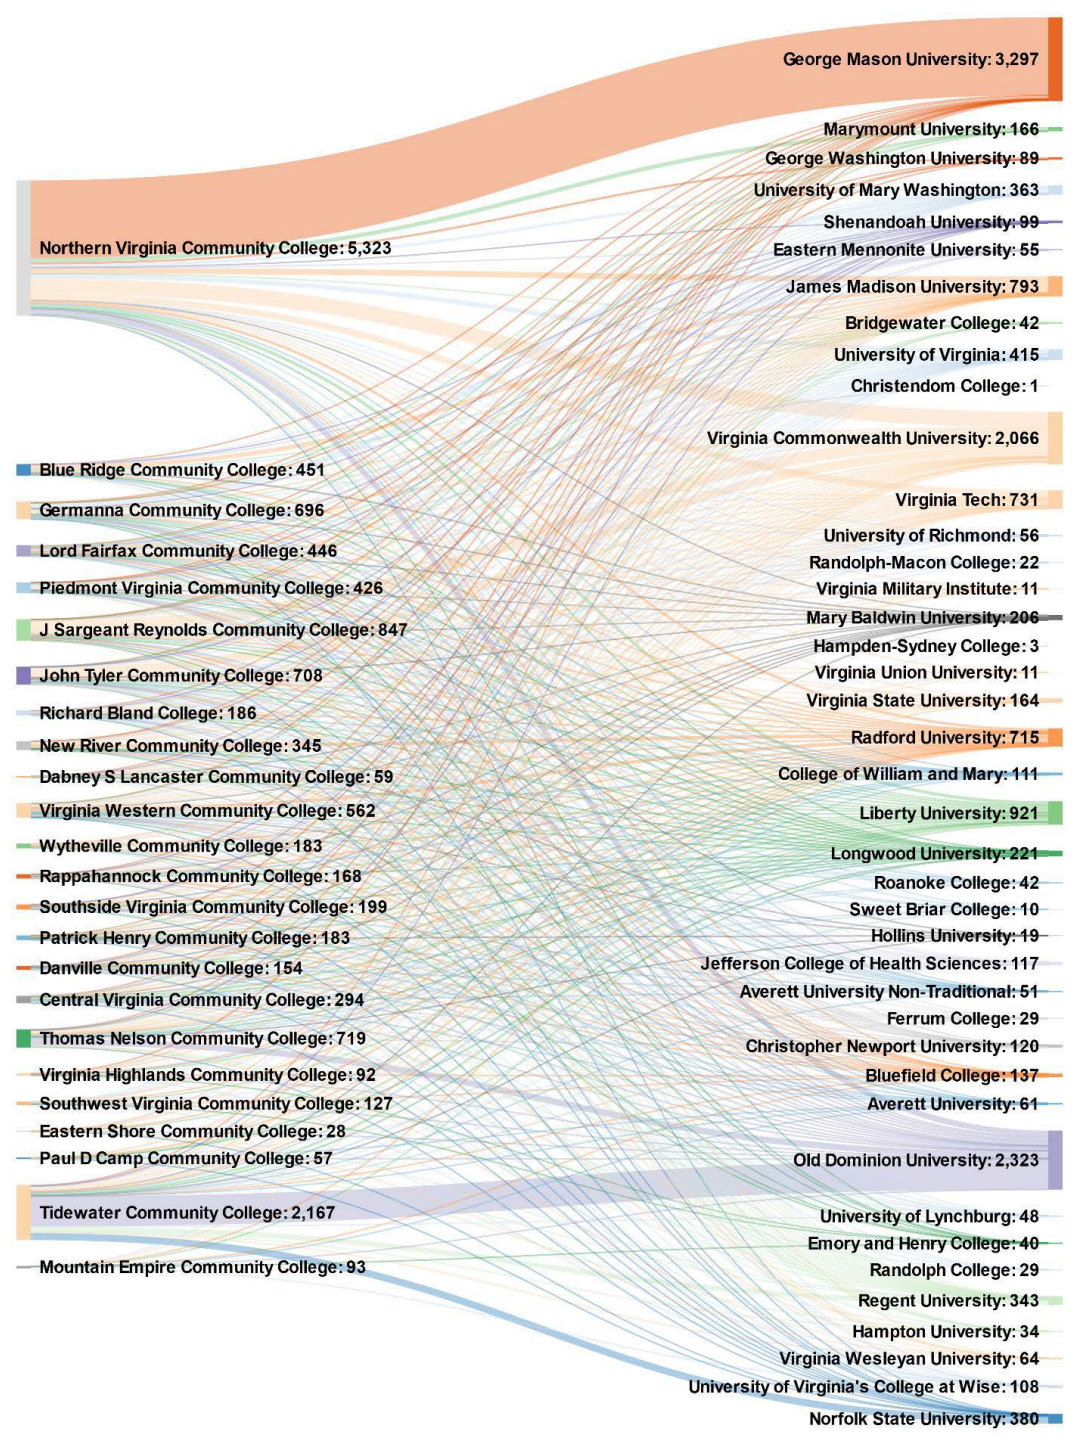 George Mason University: 3,297
Marymount University: 166
George Washington University: 89
University of Mary Washington: 363
Shenandoah University: 99
Eastern Mennonite University: 55
James Madison University: 793
Bridgewater College: 42
University of Virginia: 415
Christendom College: 1
Virginia Commonwealth University: 2,066
Virginia Tech: 731
University of Richmond: 56
Randolph-Macon College: 22
Virginia Military Institute: 11
Mary Baldwin University: 206
Hampden-Sydney College: 3
Virginia Union University: 11
Virginia State University: 164
Radford University: 715
College of William and Mary: 111
Liberty University: 921
Longwood University: 221
Roanoke College: 42
Sweet Briar College: 10
Hollins University: 19
Jefferson College of Health Sciences: 117
Averett University Non-Traditional: 51
Ferrum College: 29
Christopher Newport University: 120
Bluefield College: 137
Averett University: 61
Old Dominion University: 2,323
University of Lynchburg: 48
Emory and Henry College: 40
Randolph College: 29
Regent University: 343
Hampton University: 34
Virginia Wesleyan University: 64
University of Virginia's College at Wise: 108
Norfolk State University: 380
Northern Virginia Community College: 5,323
Blue Ridge Community College: 451
Germanna Community College: 696
Lord Fairfax Community College: 446
Piedmont Virginia Community College: 426
J Sargeant Reynolds Community College: 847
John Tyler Community College: 708
Richard Bland College: 186
New River Community College: 345
Dabney S Lancaster Community College: 59
Virginia Western Community College: 562
Wytheville Community College: 183
Rappahannock Community College: 168
Southside Virginia Community College: 199
Patrick Henry Community College: 183
Danville Community College: 154
Central Virginia Community College: 294
Thomas Nelson Community College: 719
Virginia Highlands Community College: 92
Southwest Virginia Community College: 127
Eastern Shore Community College: 28
Paul D Camp Community College: 57
Tidewater Community College: 2,167
Mountain Empire Community College: 93